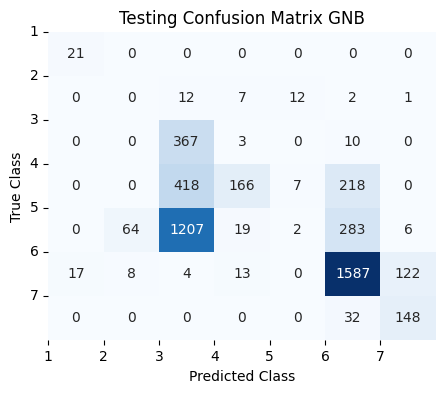 Testing Confusion Matrix GNB
1
21 0 0 0 0 0 0
2
0 0 12 7 12 2 1
3
0 0 367 3 0 10 0
4
0 0 418 166 7 218 0
5
0 64 1207 19 2 283 6
6
17 8 4 13 0 1587 122
7
0 0 0 0 0 32 148
1 2 3 4 5 6 7
True Class
Predicted Class